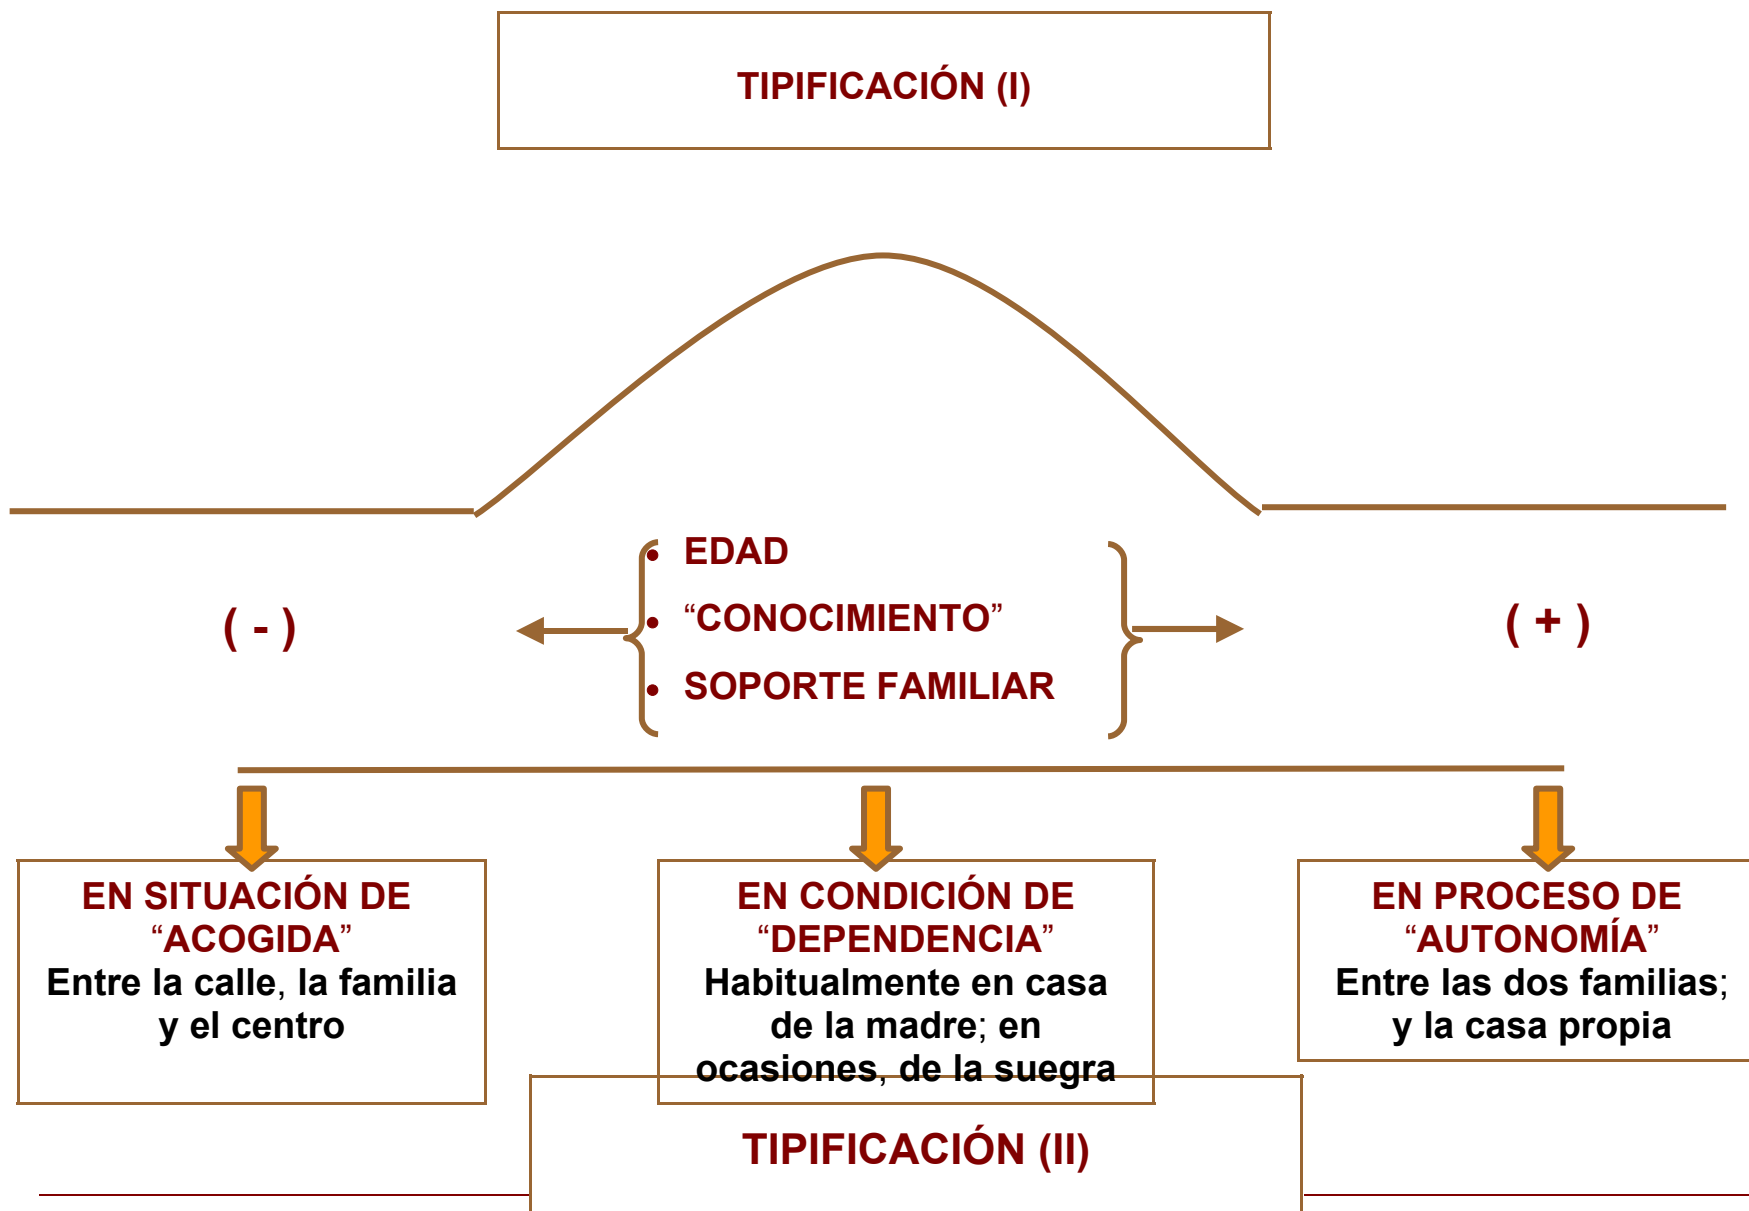 TIPIFICACIÓN (I)
• EDAD
• “CONOCIMIENTO”
• SOPORTE FAMILIAR
( - )
( + )
EN SITUACIÓN DE
“ACOGIDA”
Entre la calle, la familia
y el centro
EN CONDICIÓN DE
“DEPENDENCIA”
Habitualmente en casa
de la madre; en
ocasiones, de la suegra
EN PROCESO DE
“AUTONOMÍA”
Entre las dos familias;
y la casa propia
TIPIFICACIÓN (II)